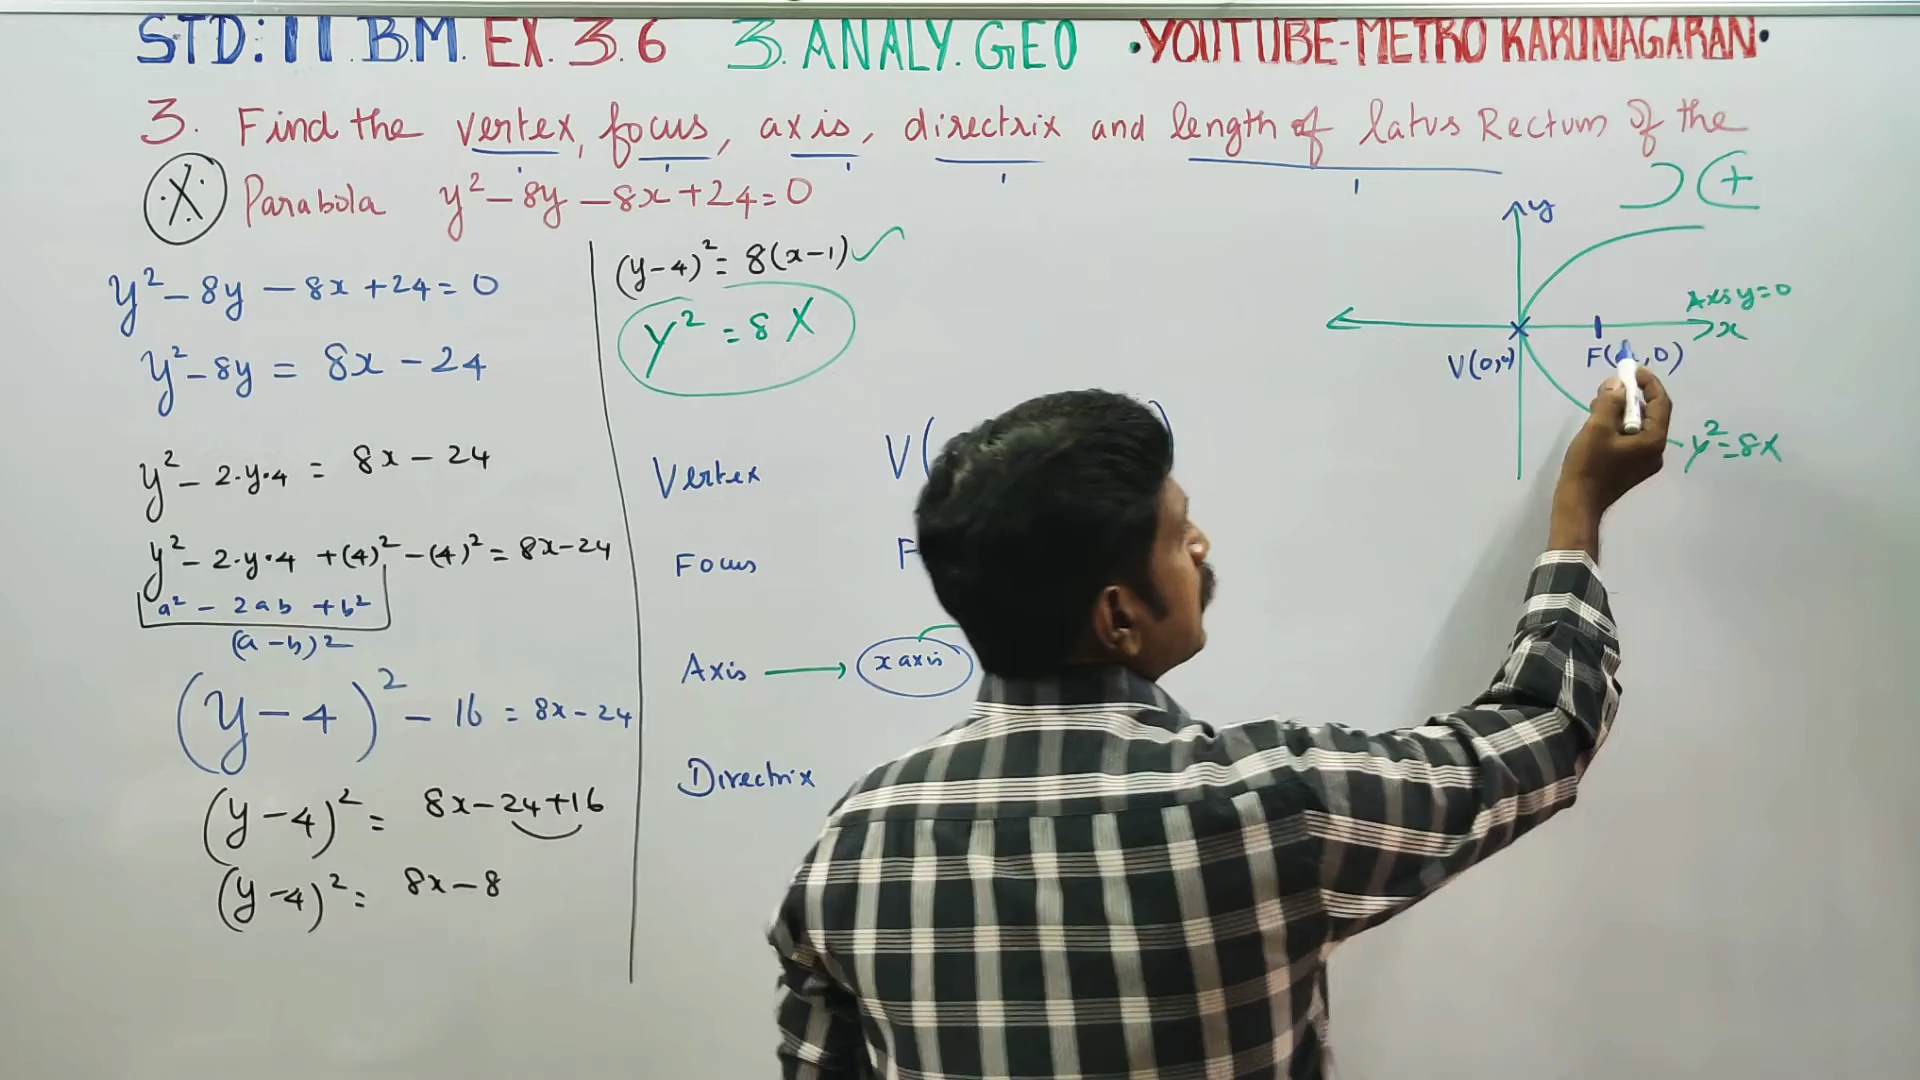 STD: 11 .B.M. EX. 3.6 3. ANALY. GEO •YOUTUBE-METRO KARUNAGARAN•
3. Find the vertex, focus, axis, directrix and length of latus Rectum of the
X Parabola y² - 8y - 8x + 24 = 0
y² - 8y - 8x + 24 = 0
y² - 8y = 8x - 24
y² - 2·y·4 = 8x - 24
y² - 2·y·4 + (4)² - (4)² = 8x - 24
a² - 2ab + b²
(a - b)²
(y - 4)² - 16 = 8x - 24
(y - 4)² = 8x - 24 + 16
(y - 4)² = 8x - 8
(y - 4)² = 8(x - 1) ✓
Y² = 8X
Vertex V(
Focus F
Axis → x axis
Directrix
+
y
Axis y = 0
x
V(0,0) F( ,0)
y² = 8X